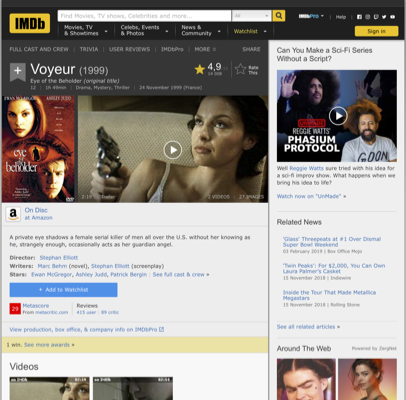 IMDb
Find Movies, TV shows, Celebrities and more...
All
Movies, TV
& Showtimes
Celebs, Events
& Photos
News &
Community
Watchlist
IMDbPro
Help
Sign in
FULL CAST AND CREW | TRIVIA | USER REVIEWS | IMDbPro | MORE
SHARE
Voyeur (1999)
Eye of the Beholder (original title)
12 | 1h 49min | Drama, Mystery, Thriller | 24 November 1999 (France)
4,9
Rate
This
EWAN McGREGOR ASHLEY JUDD
eye
of the
beholder
2 VIDEOS
27 IMAGES
On Disc
at Amazon
A private eye shadows a female serial killer of men all over the U.S. without her knowing as
he, strangely enough, occasionally acts as her guardian angel.
Director: Stephan Elliott
Writers: Marc Behm (novel), Stephan Elliott (screenplay)
Stars: Ewan McGregor, Ashley Judd, Patrick Bergin | See full cast & crew »
+ Add to Watchlist
29
Metascore
From metacritic.com
Reviews
415 user | 89 critic
View production, box office, & company info on IMDbPro
1 win. See more awards »
Videos
Can You Make a Sci-Fi Series
Without a Script?
REGGIE WATTS'
PHASIUM
PROTOCOL
Well Reggie Watts sure tried with his idea for
a sci-fi improv show. What happens when we
bring his idea to life?
Watch now on "UnMade" »
Related News
'Glass' Threepeats at #1 Over Dismal
Super Bowl Weekend
03 February 2019 | Box Office Mojo
'Twin Peaks': For $2,000, You Can Own
Laura Palmer's Casket
15 November 2018 | Indiewire
Inside the Tour That Made Metallica
Megastars
15 November 2018 | Rolling Stone
See all related articles »
Around The Web
Powered by ZergNet